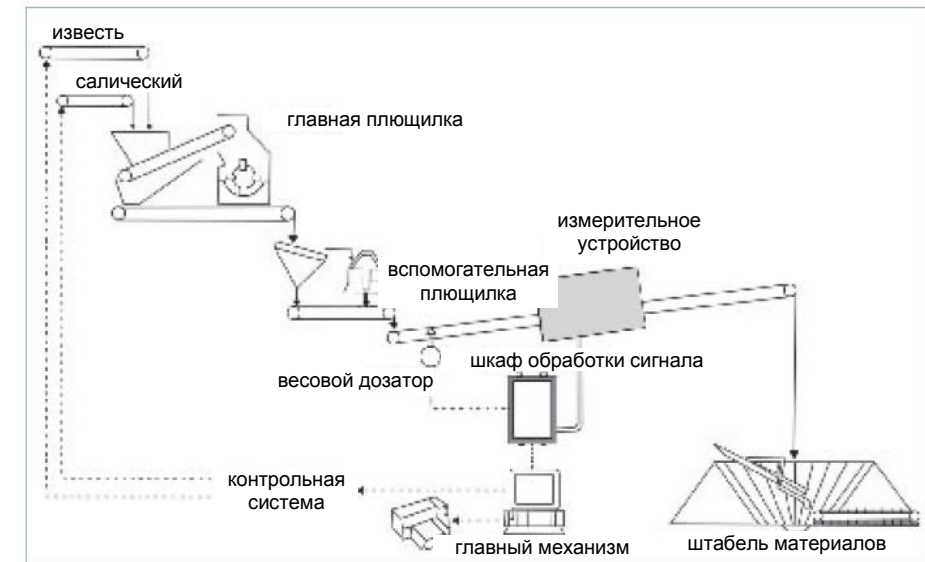 известь
салический
главная плющилка
измерительное
устройство
вспомогательная
плющилка
шкаф обработки сигнала
весовой дозатор
контрольная
система
главный механизм
штабель материалов